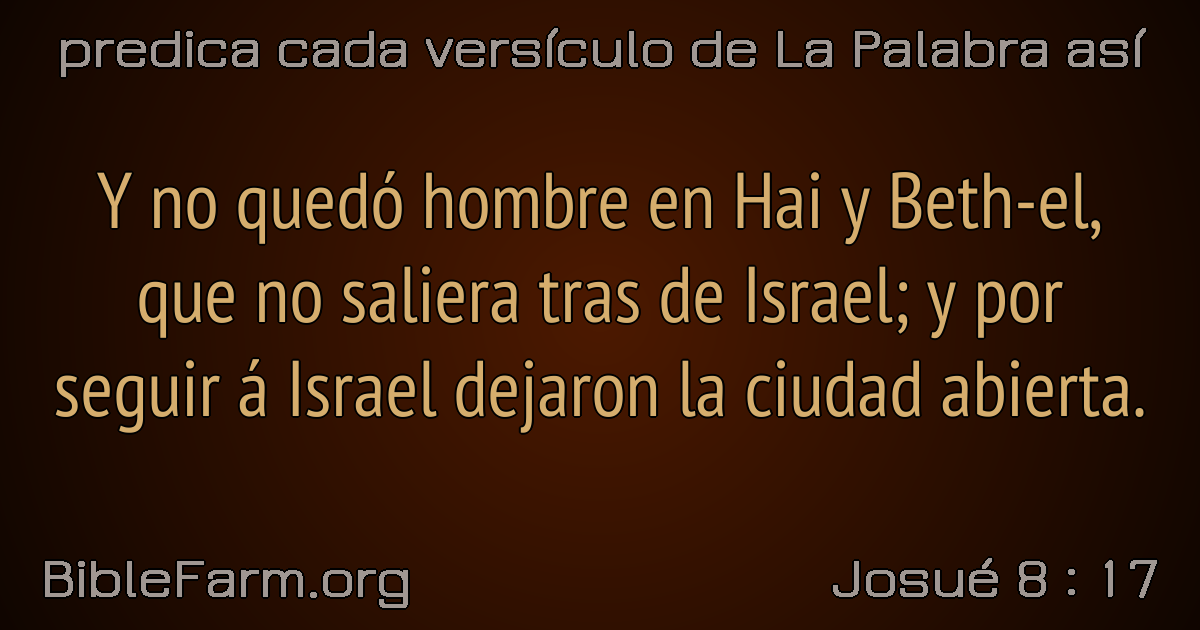 predica cada versículo de La Palabra así
Y no quedó hombre en Hai y Beth-el,
que no saliera tras de Israel; y por
seguir á Israel dejaron la ciudad abierta.
BibleFarm.org
Josué 8 : 17